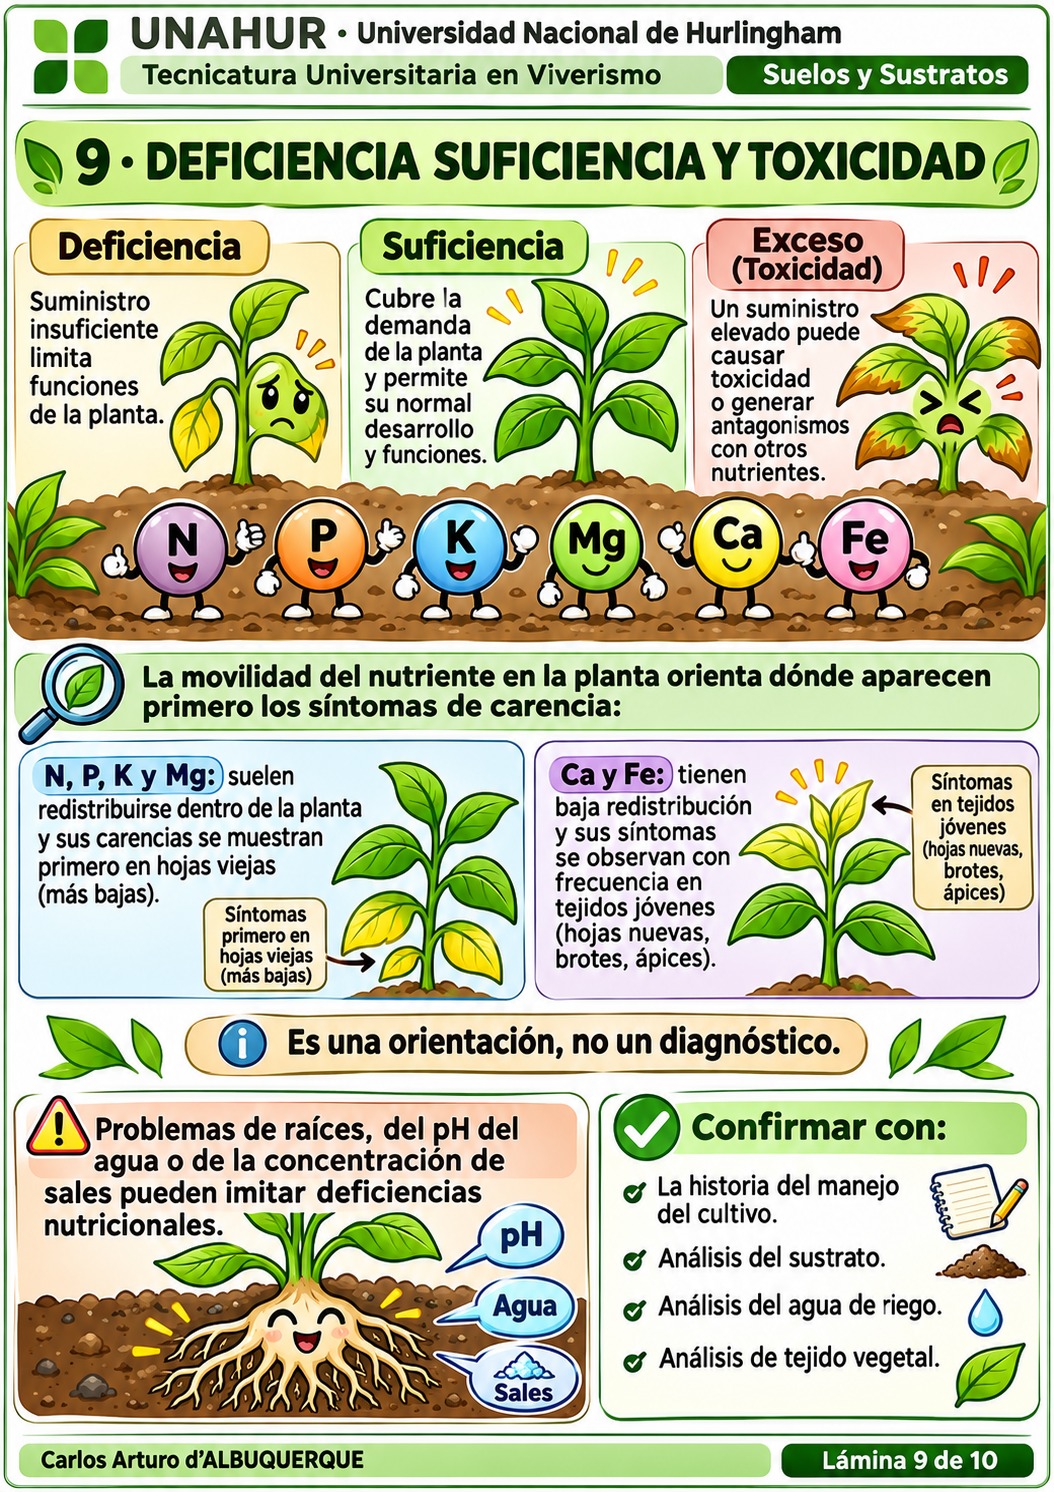 UNAHUR · Universidad Nacional de Hurlingham
Tecnicatura Universitaria en Viverismo
Suelos y Sustratos
9 · DEFICIENCIA SUFICIENCIA Y TOXICIDAD
Deficiencia
Suministro
insuficiente
limita
funciones
de la planta.
Suficiencia
Cubre la
demanda
de la planta
y permite
su normal
desarrollo
y funciones.
Exceso
(Toxicidad)
Un suministro
elevado puede
causar
toxicidad
o generar
antagonismos
con otros
nutrientes.
N
P
K
Mg
Ca
Fe
La movilidad del nutriente en la planta orienta dónde aparecen
primero los síntomas de carencia:
N, P, K y Mg: suelen
redistribuirse dentro de la planta
y sus carencias se muestran
primero en hojas viejas
(más bajas).
Síntomas
primero en
hojas viejas
(más bajas)
Ca y Fe: tienen
baja redistribución
y sus síntomas
se observan con
frecuencia en
tejidos jóvenes
(hojas nuevas,
brotes, ápices).
Síntomas
en tejidos
jóvenes
(hojas nuevas,
brotes,
ápices)
i
Es una orientación, no un diagnóstico.
Problemas de raíces, del pH del
agua o de la concentración de
sales pueden imitar deficiencias
nutricionales.
pH
Agua
Sales
Confirmar con:
La historia del manejo
del cultivo.
Análisis del sustrato.
Análisis del agua de riego.
Análisis de tejido vegetal.
Carlos Arturo d'ALBUQUERQUE
Lámina 9 de 10